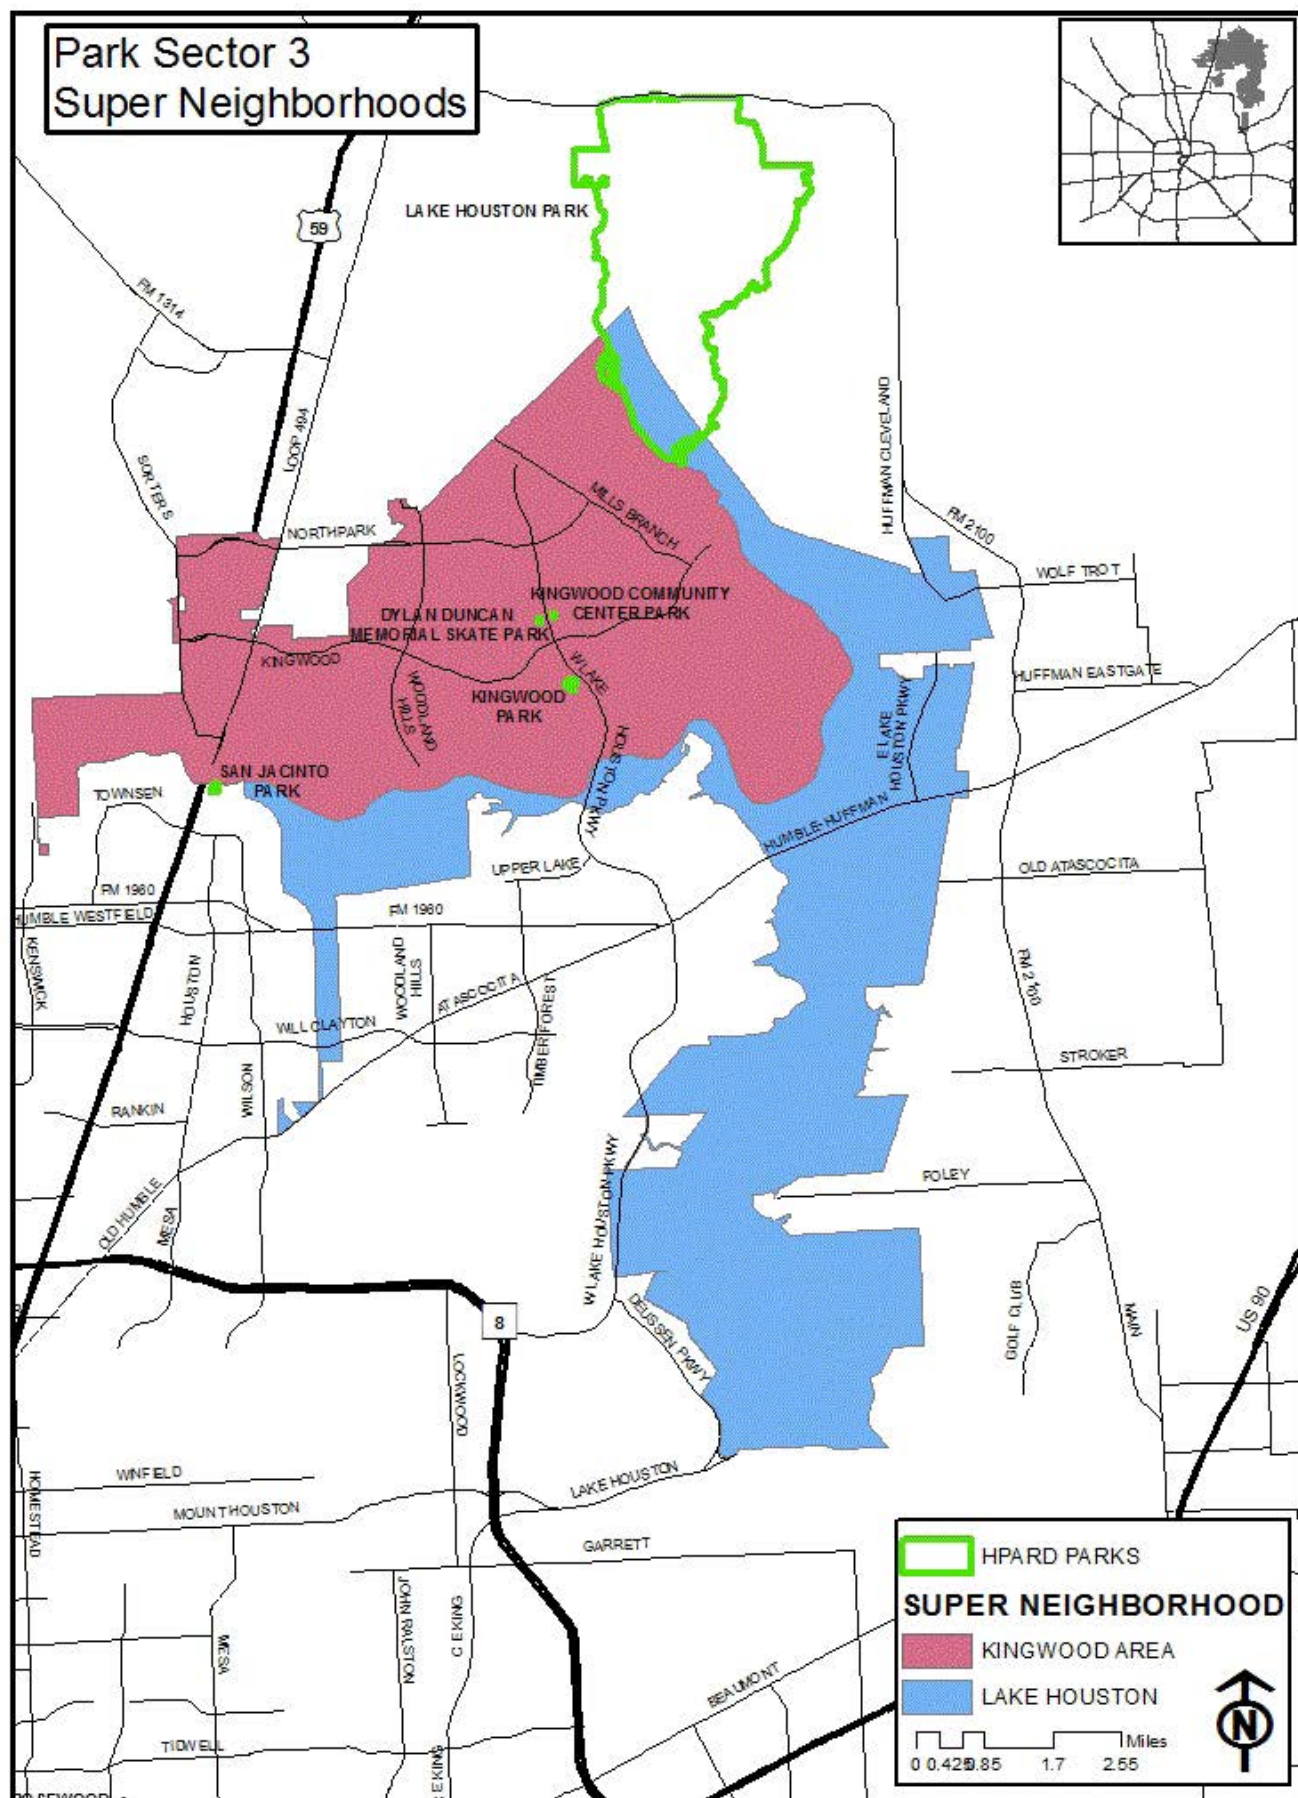 Park Sector 3
Super Neighborhoods
59
LAKE HOUSTON PARK
FM 1314
LOOP 494
SORTERS
HUFFMAN CLEVELAND
MILLS BRANCH
NORTHPARK
FM 2100
WOLF TROT
KINGWOOD COMMUNITY
CENTER PARK
DYLAN DUNCAN
MEMORIAL SKATE PARK
KINGWOOD
W LAKE
HOUSTON PKWY
WOODLAND
HILLS
KINGWOOD
PARK
HUFFMAN EASTGATE
E LAKE
HOUSTON PKWY
SAN JACINTO
PARK
TOWNSEN
HUMBLE-HUFFMAN
UPPER LAKE
OLD ATASCOCITA
FM 1960
HUMBLE WESTFIELD
FM 1960
KENSWICK
HOUSTON
WOODLAND
HILLS
ATASCOCITA
TIMBER FOREST
FM 2100
WILL CLAYTON
STROKER
RANKIN
WILSON
W LAKE HOUSTON PKWY
FOLEY
OLD HUMBLE
MESA
DEUSSEN PKWY
GOLF CLUB
MAIN
US 90
8
LOCKWOOD
WINFIELD
LAKE HOUSTON
HOMESTEAD
MOUNT HOUSTON
GARRETT
JOHN RALSTON
C E KING
MESA
BEAUMONT
TIDWELL
E KING
HPARD PARKS
SUPER NEIGHBORHOOD
KINGWOOD AREA
LAKE HOUSTON
N
Miles
0 0.425 0.85 1.7 2.55